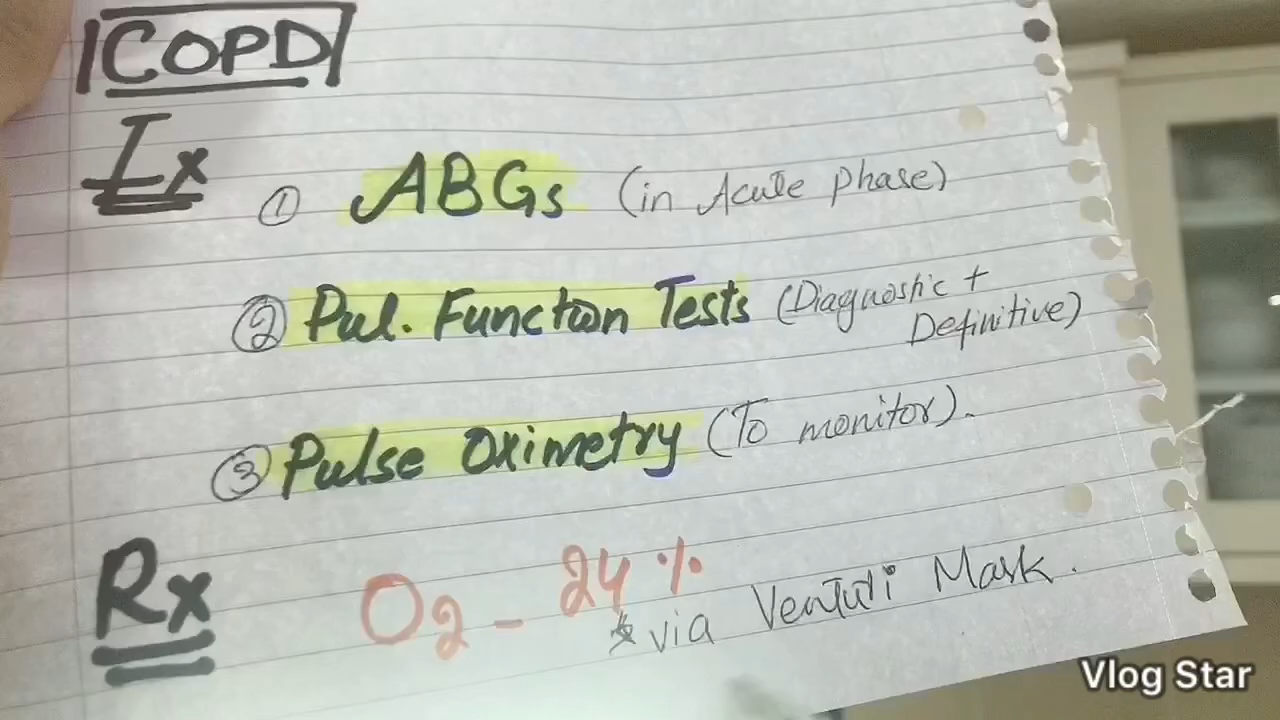 COPD
Ix
① ABGs (in Acute phase)
② Pul. Function Tests (Diagnostic +
Definitive)
③ Pulse Oximetry (To monitor).
Rx
O2 - 24%
* via Venturi Mask.
Vlog Star